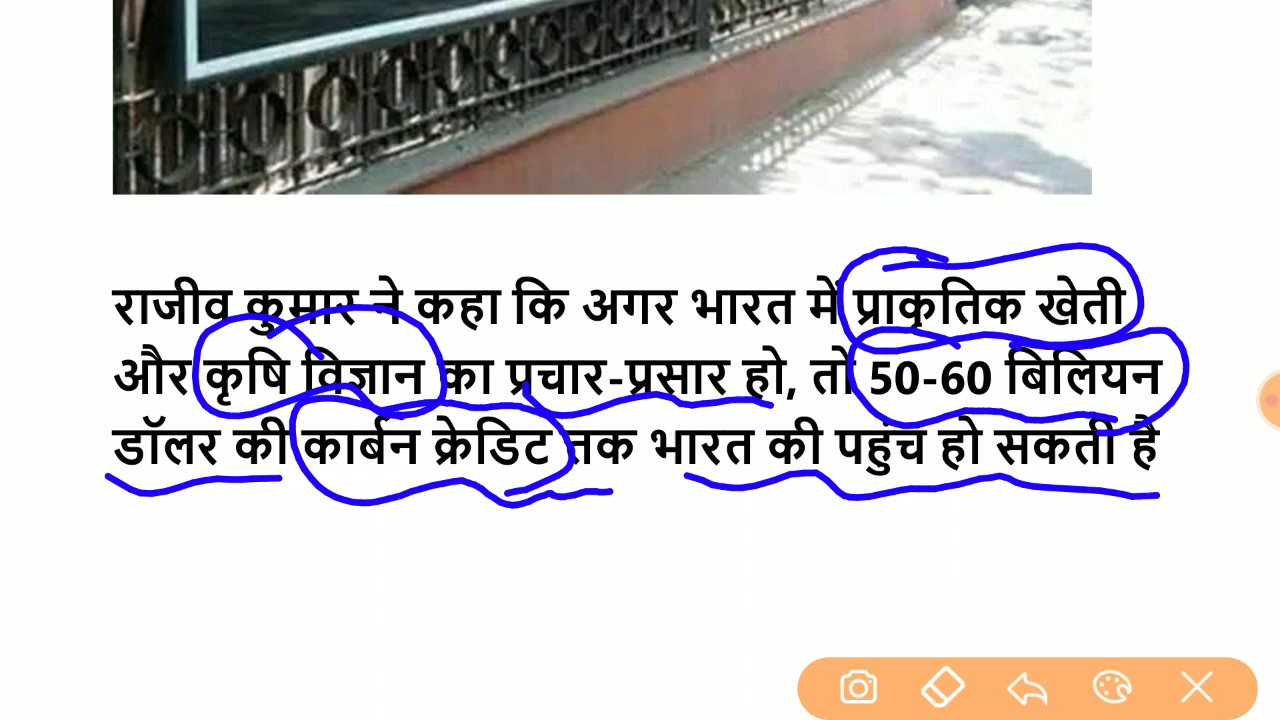 राजीव कुमार ने कहा कि अगर भारत में प्राकृतिक खेती
और कृषि विज्ञान का प्रचार-प्रसार हो, तो 50-60 बिलियन
डॉलर की कार्बन क्रेडिट तक भारत की पहुंच हो सकती है